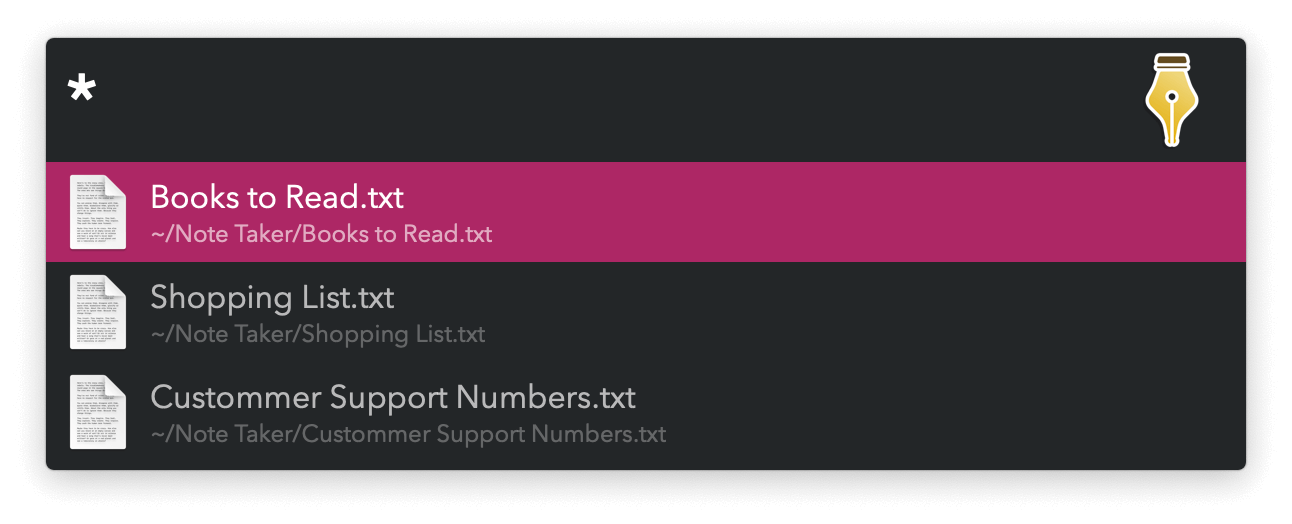 *
Books to Read.txt
~/Note Taker/Books to Read.txt
Shopping List.txt
~/Note Taker/Shopping List.txt
Custommer Support Numbers.txt
~/Note Taker/Custommer Support Numbers.txt